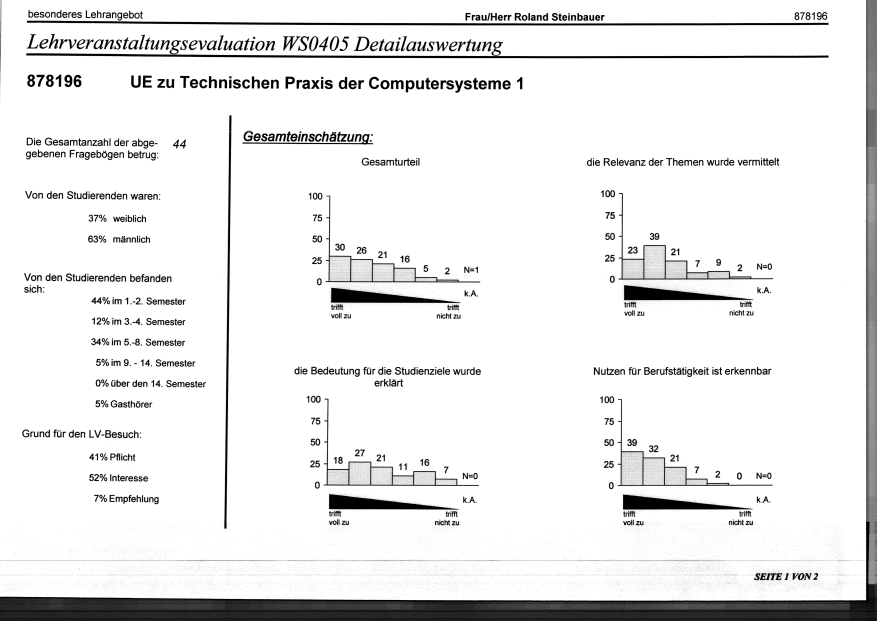 besonderes Lehrangebot Frau/Herr Roland Steinbauer 878196
Lehrveranstaltungsevaluation WS0405 Detailauswertung
878196 UE zu Technischen Praxis der Computersysteme 1
Die Gesamtanzahl der abge-
gebenen Fragebögen betrug: 44
Von den Studierenden waren:
37% weiblich
63% männlich
Von den Studierenden befanden
sich:
44% im 1.-2. Semester
12% im 3.-4. Semester
34% im 5.-8. Semester
5% im 9. - 14. Semester
0% über den 14. Semester
5% Gasthörer
Grund für den LV-Besuch:
41% Pflicht
52% Interesse
7% Empfehlung
Gesamteinschätzung:
Gesamturteil
100
75
50
25
0
30 26 21 16 5 2 N=1
k.A.
trifft trifft
voll zu nicht zu
die Relevanz der Themen wurde vermittelt
100
75
50
25
0
23 39 21 7 9 2 N=0
k.A.
trifft trifft
voll zu nicht zu
die Bedeutung für die Studienziele wurde
erklärt
100
75
50
25
0
18 27 21 11 16 7 N=0
k.A.
trifft trifft
voll zu nicht zu
Nutzen für Berufstätigkeit ist erkennbar
100
75
50
25
0
39 32 21 7 2 0 N=0
k.A.
trifft trifft
voll zu nicht zu
SEITE 1 VON 2